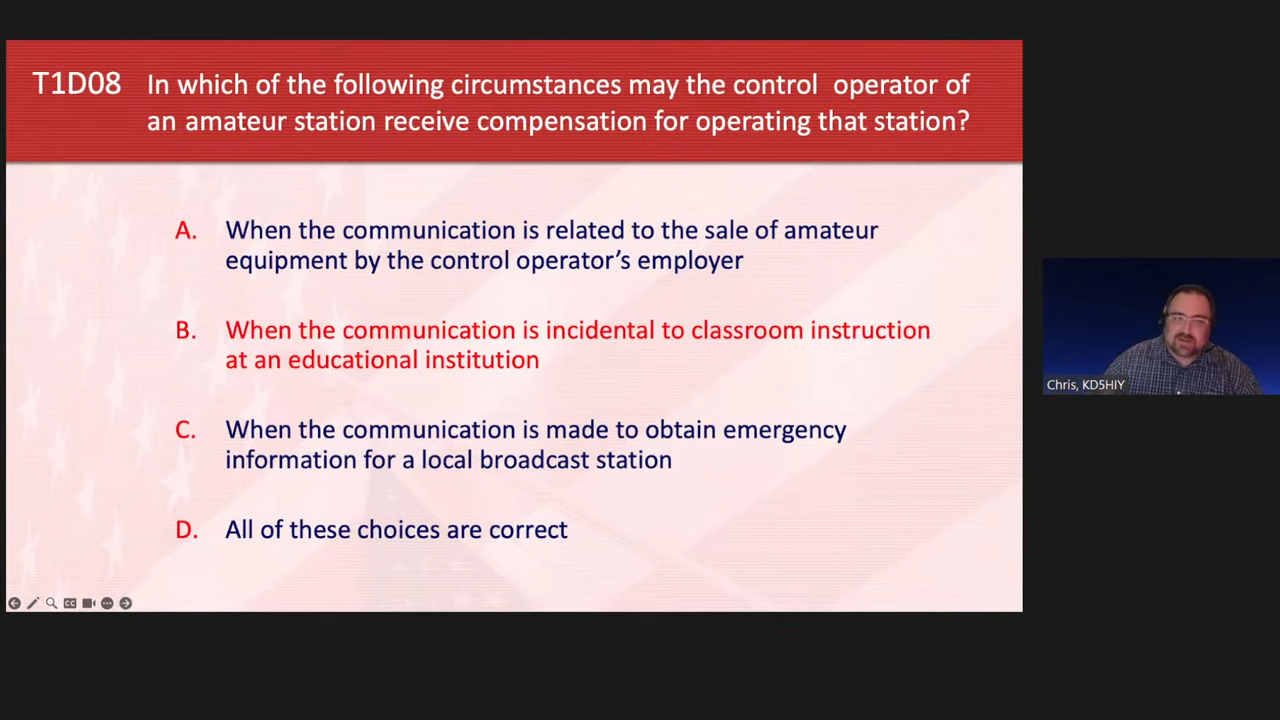 T1D08 In which of the following circumstances may the control operator of
an amateur station receive compensation for operating that station?
A. When the communication is related to the sale of amateur
equipment by the control operator's employer
B. When the communication is incidental to classroom instruction
at an educational institution
C. When the communication is made to obtain emergency
information for a local broadcast station
D. All of these choices are correct
Chris, KD5HIY
CC